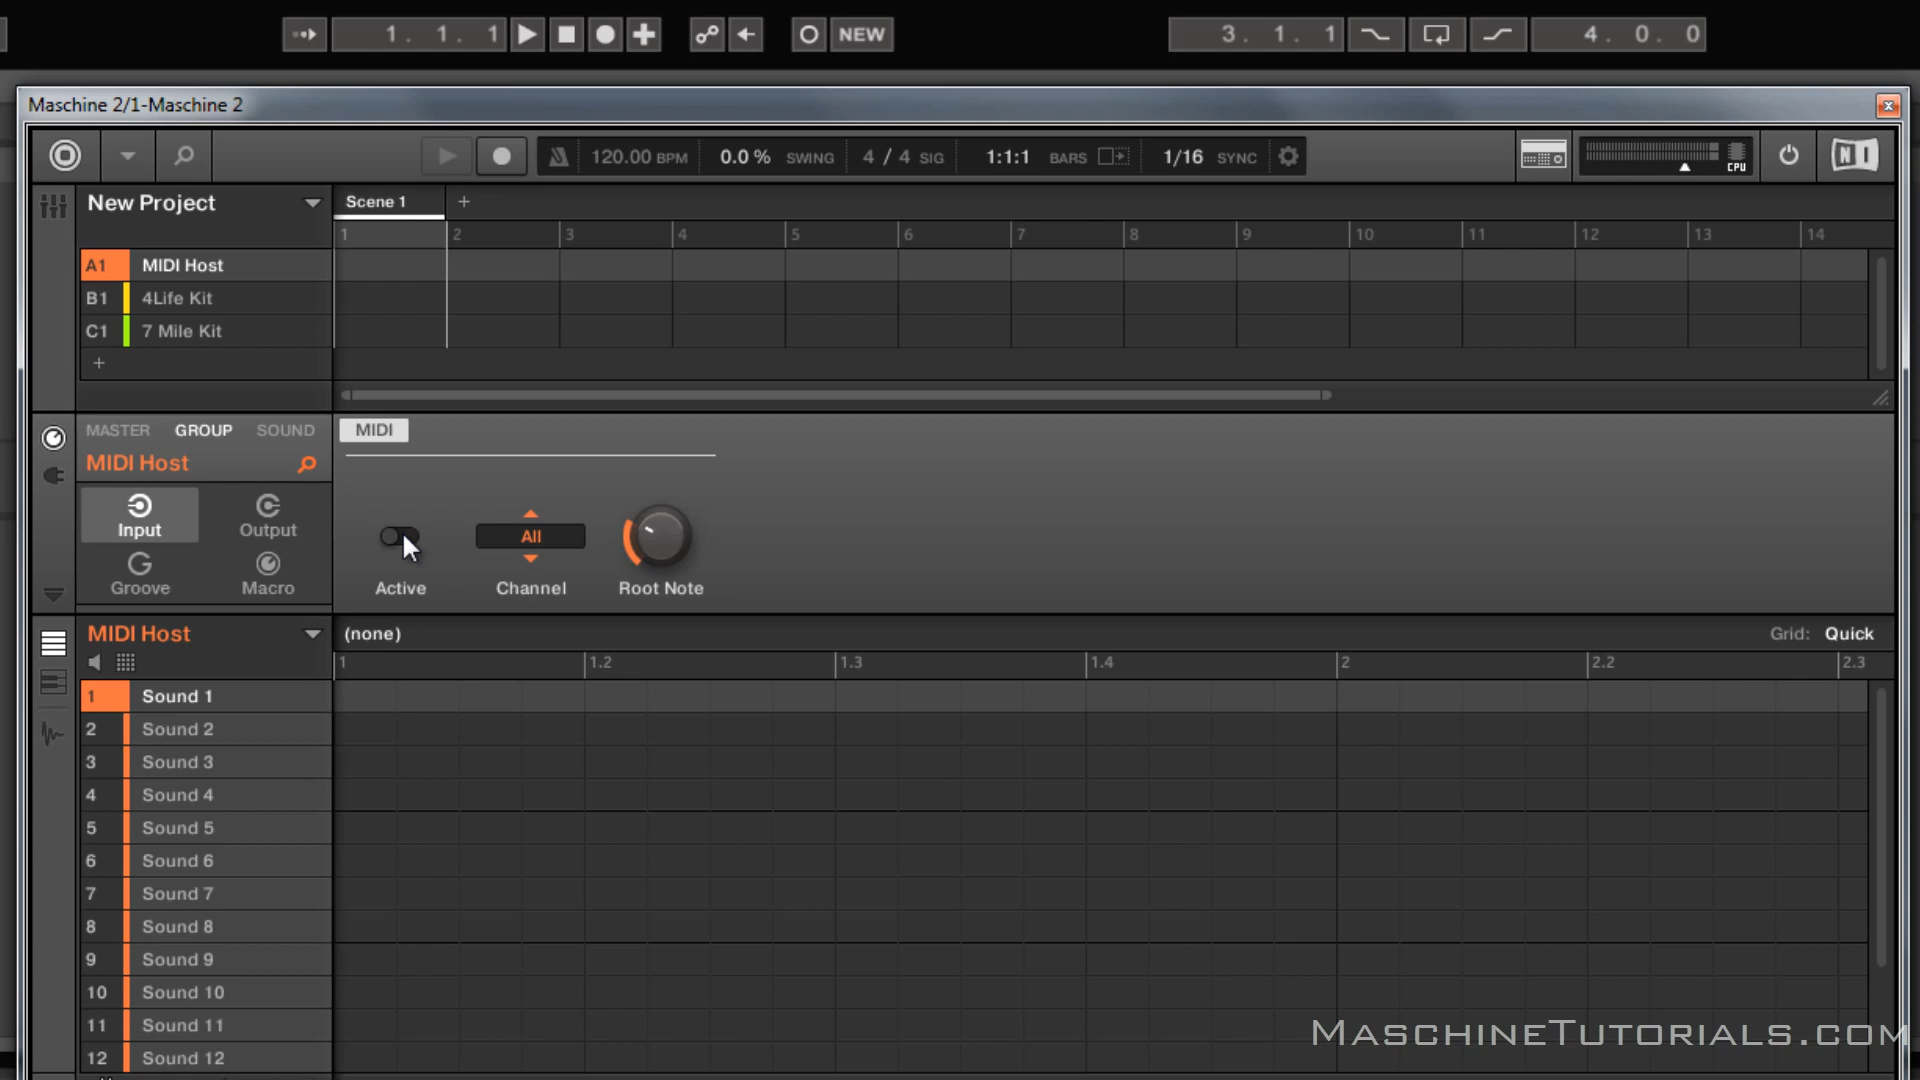 1. 1. 1
NEW
3. 1. 1
4. 0. 0
Maschine 2/1-Maschine 2
120.00 BPM 0.0 % SWING 4 / 4 SIG 1:1:1 BARS 1/16 SYNC
CPU
NI
New Project
Scene 1 +
1 2 3 4 5 6 7 8 9 10 11 12 13 14
A1 MIDI Host
B1 4Life Kit
C1 7 Mile Kit
+
MASTER GROUP SOUND
MIDI
MIDI Host
Input Output
Groove Macro
All
Active Channel Root Note
MIDI Host
(none)
Grid: Quick
1 1.2 1.3 1.4 2 2.2 2.3
1 Sound 1
2 Sound 2
3 Sound 3
4 Sound 4
5 Sound 5
6 Sound 6
7 Sound 7
8 Sound 8
9 Sound 9
10 Sound 10
11 Sound 11
12 Sound 12
MASCHINETUTORIALS.COM